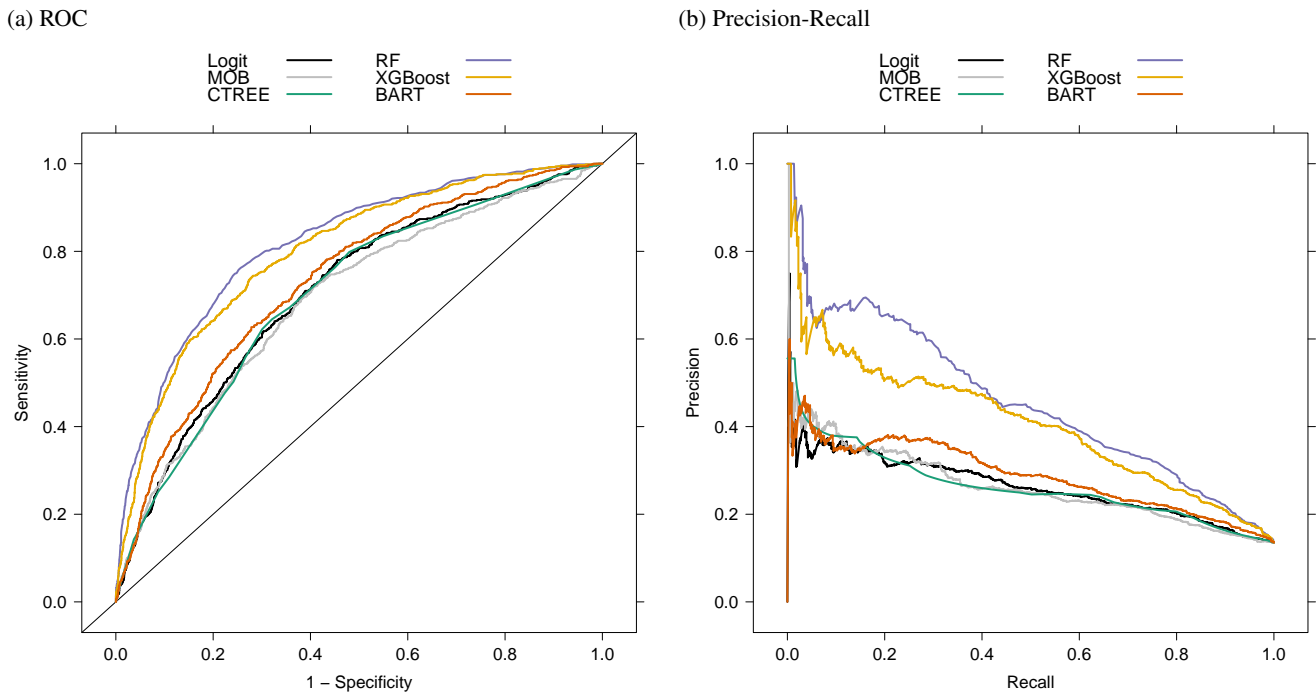 (a) ROC
Logit RF
MOB XGBoost
CTREE BART
1.0
0.8
0.6
0.4
0.2
0.0
Sensitivity
0.0 0.2 0.4 0.6 0.8 1.0
1 − Specificity
(b) Precision-Recall
Logit RF
MOB XGBoost
CTREE BART
1.0
0.8
0.6
0.4
0.2
0.0
Precision
0.0 0.2 0.4 0.6 0.8 1.0
Recall